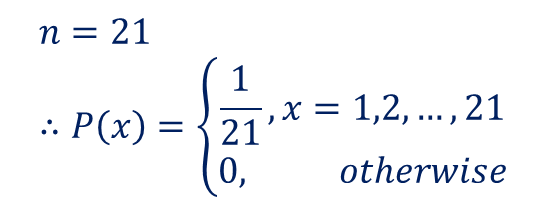 n = 21
∴ P(x) = { 1/21 , x = 1,2, … , 21
0, otherwise